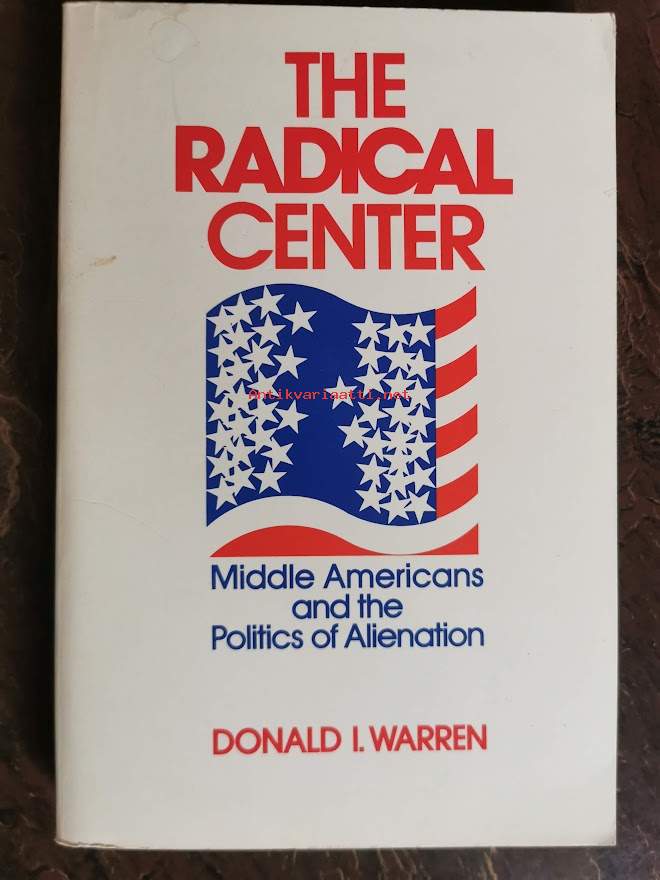 THE
RADICAL
CENTER
Antikvariaatti.net
Middle Americans
and the
Politics of Alienation
DONALD I. WARREN